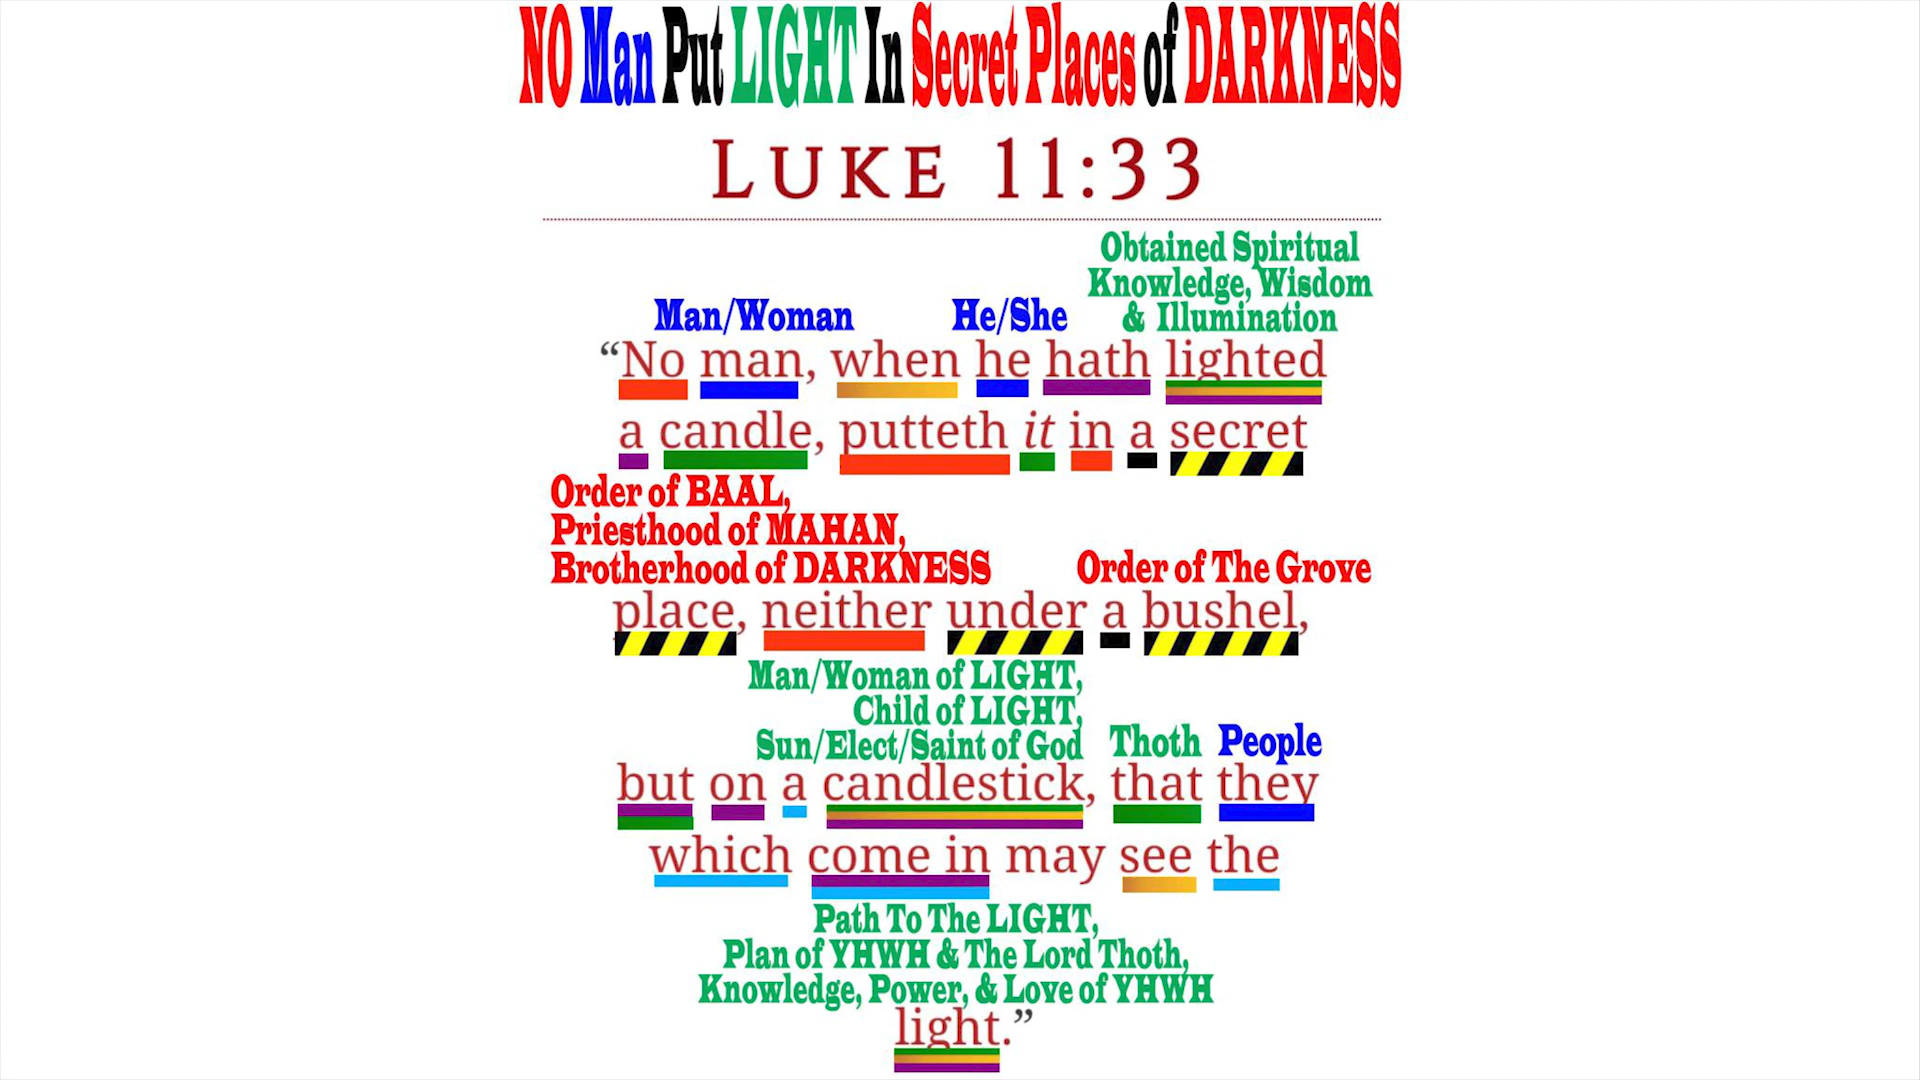 NO Man Put LIGHT In Secret Places of DARKNESS
LUKE 11:33
Obtained Spiritual
Knowledge, Wisdom
& Illumination
Man/Woman He/She
“No man, when he hath lighted
a candle, putteth it in a secret
Order of BAAL,
Priesthood of MAHAN,
Brotherhood of DARKNESS
Order of The Grove
place, neither under a bushel,
Man/Woman of LIGHT,
Child of LIGHT,
Sun/Elect/Saint of God
Thoth People
but on a candlestick, that they
which come in may see the
Path To The LIGHT,
Plan of YHWH & The Lord Thoth,
Knowledge, Power, & Love of YHWH
light.”